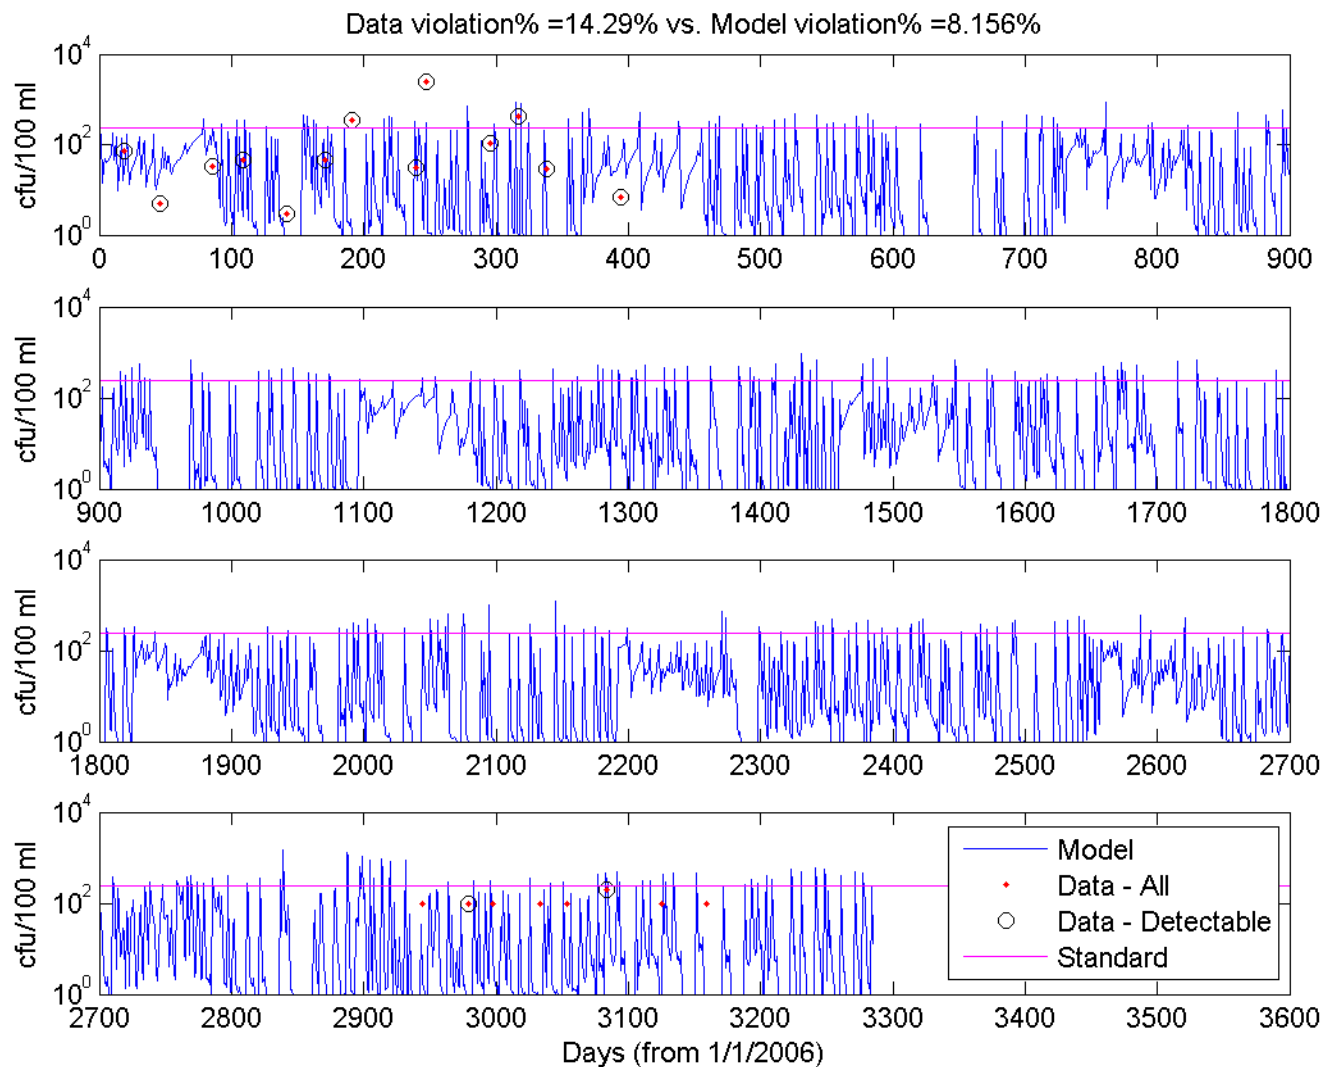 Data violation% =14.29% vs. Model violation% =8.156%
cfu/100 ml
10^4
10^2
10^0
0 100 200 300 400 500 600 700 800 900
cfu/100 ml
10^4
10^2
10^0
900 1000 1100 1200 1300 1400 1500 1600 1700 1800
cfu/100 ml
10^4
10^2
10^0
1800 1900 2000 2100 2200 2300 2400 2500 2600 2700
cfu/100 ml
10^4
10^2
10^0
2700 2800 2900 3000 3100 3200 3300 3400 3500 3600
Model
Data - All
Data - Detectable
Standard
Days (from 1/1/2006)